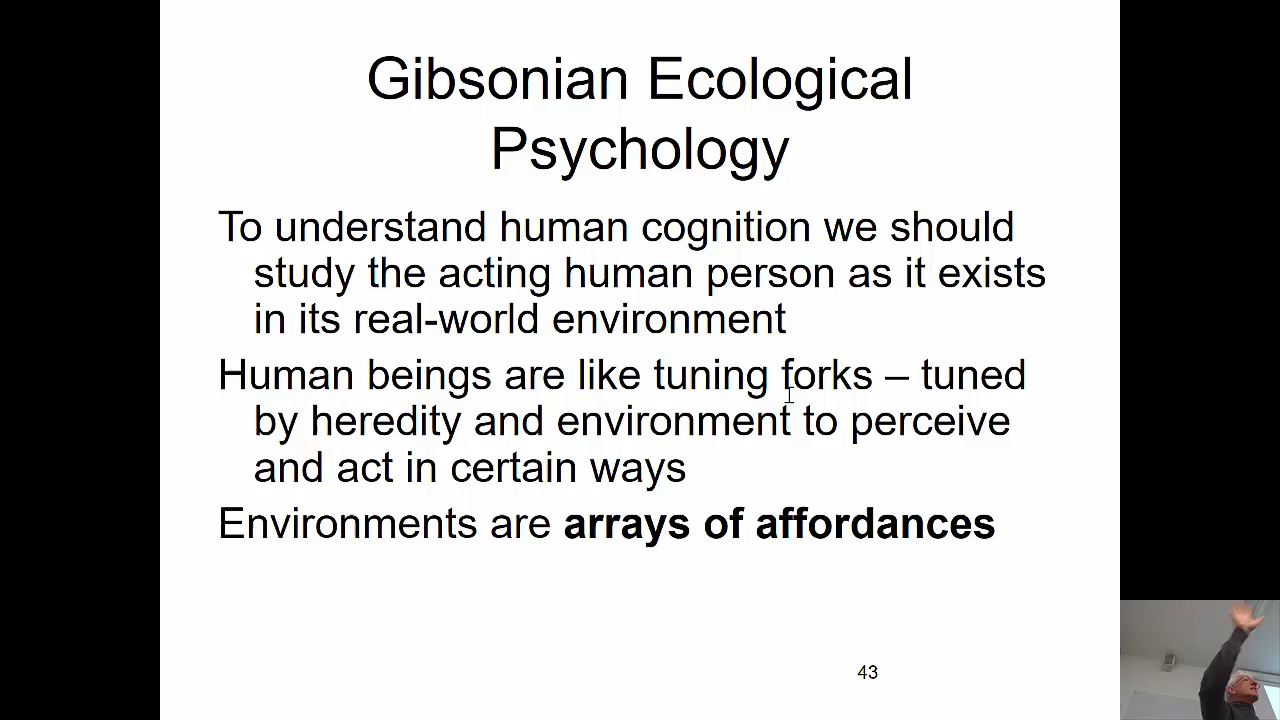 Gibsonian Ecological
Psychology
To understand human cognition we should
study the acting human person as it exists
in its real-world environment
Human beings are like tuning forks – tuned
by heredity and environment to perceive
and act in certain ways
Environments are arrays of affordances
43